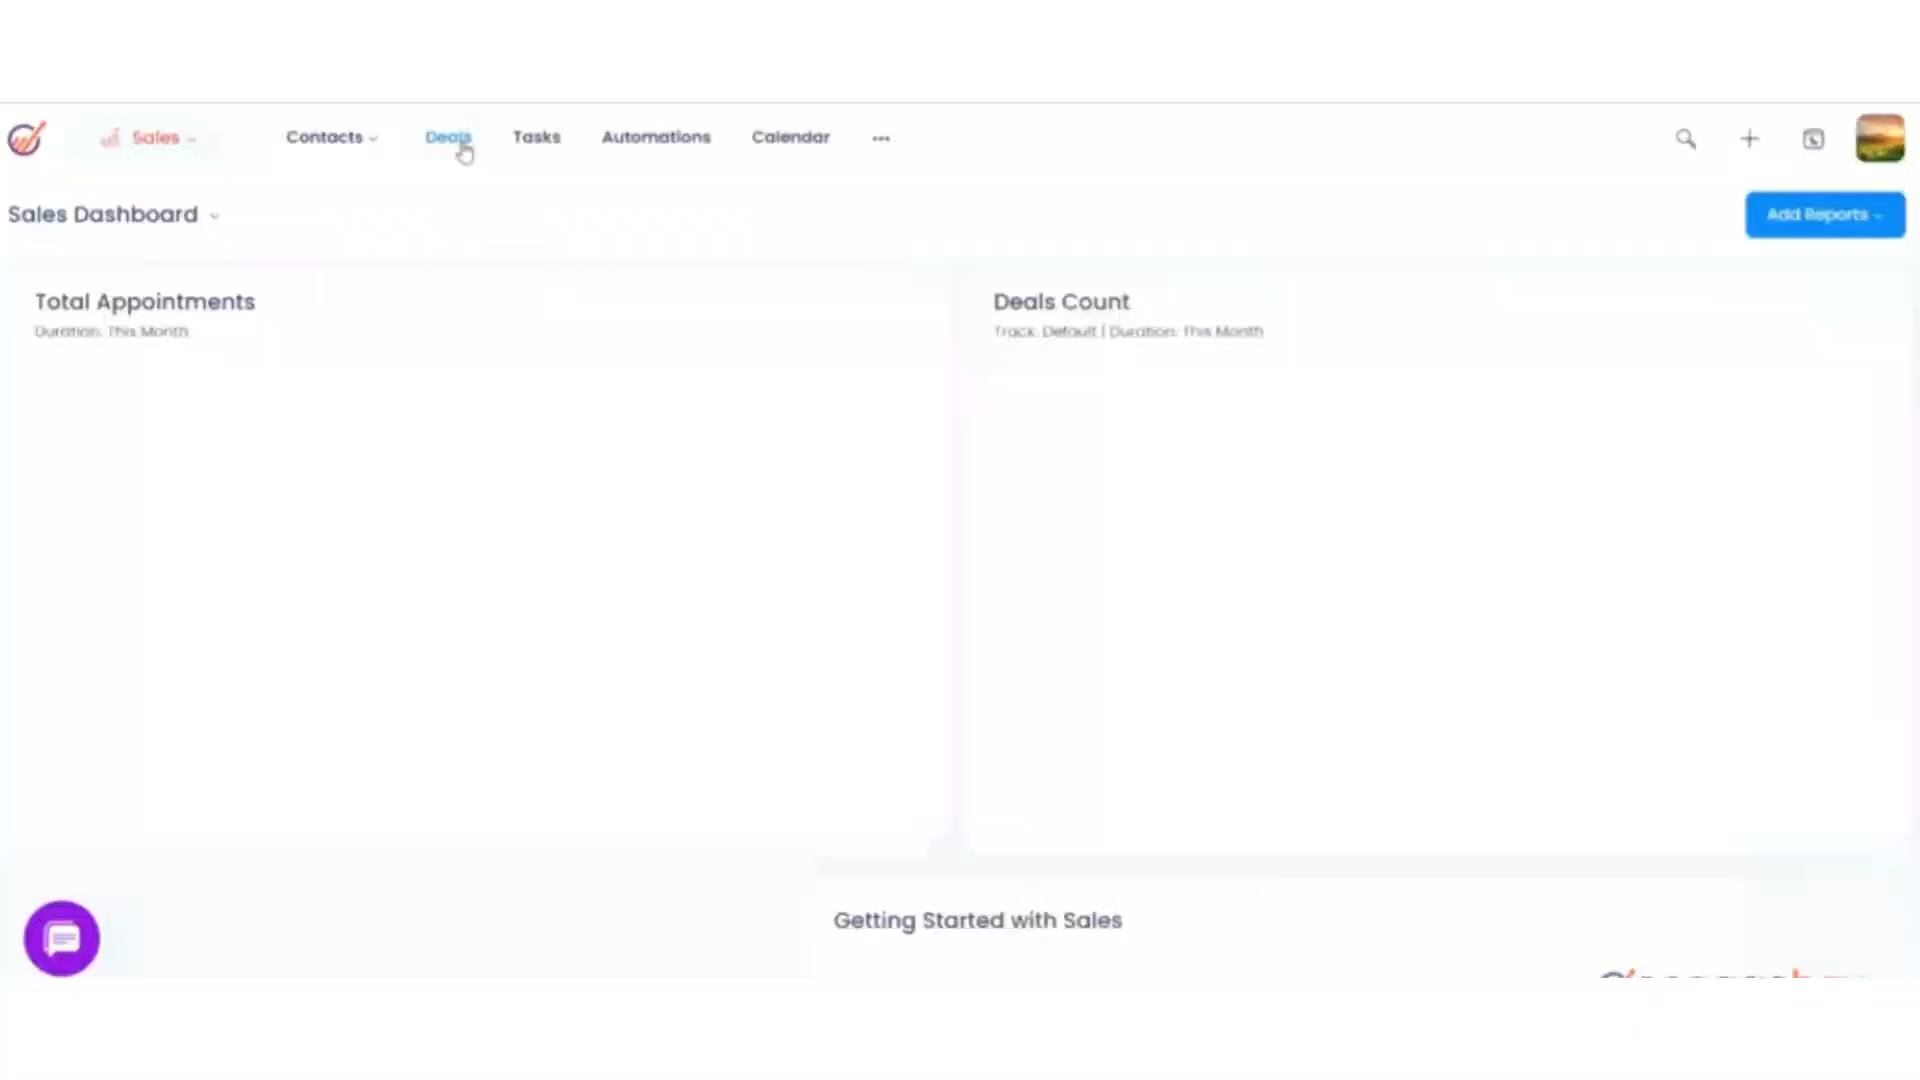 Sales
Contacts
Deals
Tasks
Automations
Calendar
Sales Dashboard
Add Reports
Total Appointments
Duration: This Month
Deals Count
Track: Default | Duration: This Month
Getting Started with Sales